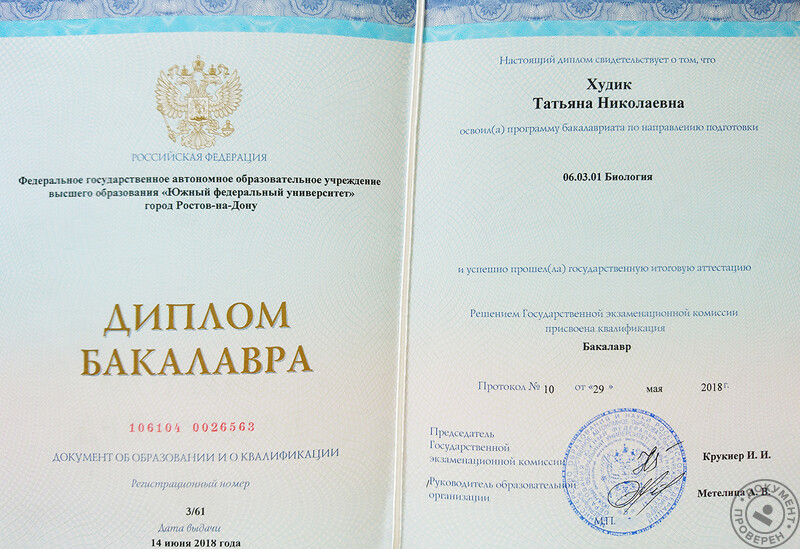 РОССИЙСКАЯ ФЕДЕРАЦИЯ
Федеральное государственное автономное образовательное учреждение
высшего образования «Южный федеральный университет»
город Ростов-на-Дону
ДИПЛОМ
БАКАЛАВРА
106104 0026563
ДОКУМЕНТ ОБ ОБРАЗОВАНИИ И О КВАЛИФИКАЦИИ
Регистрационный номер
3/61
Дата выдачи
14 июня 2018 года
Настоящий диплом свидетельствует о том, что
Худик
Татьяна Николаевна
освоил(а) программу бакалавриата по направлению подготовки
06.03.01 Биология
и успешно прошел(ла) государственную итоговую аттестацию
Решением Государственной экзаменационной комиссии
присвоена квалификация
Бакалавр
Протокол № 10 от «29 » мая 2018 г.
Председатель
Государственной
экзаменационной комиссии
Крукиер И. И.
Руководитель образовательной
организации
Метелица А. В.
М.П.
ДОКУМЕНТ ПРОВЕРЕН